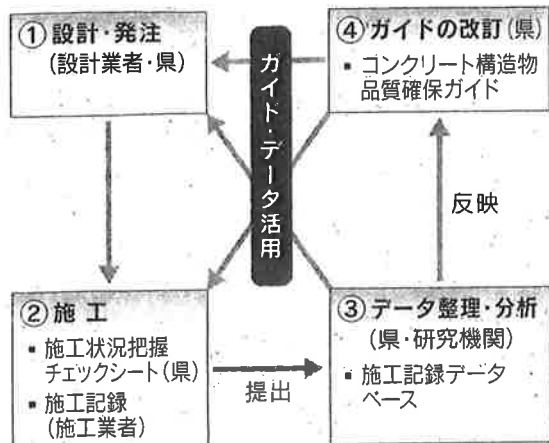 ①設計・発注
(設計業者・県)
④ガイドの改訂(県)
▪ コンクリート構造物
品質確保ガイド
ガイド・データ活用
反映
②施工
▪ 施工状況把握
チェックシート(県)
▪ 施工記録
(施工業者)
提出
③データ整理・分析
(県・研究機関)
▪ 施工記録データ
ベース